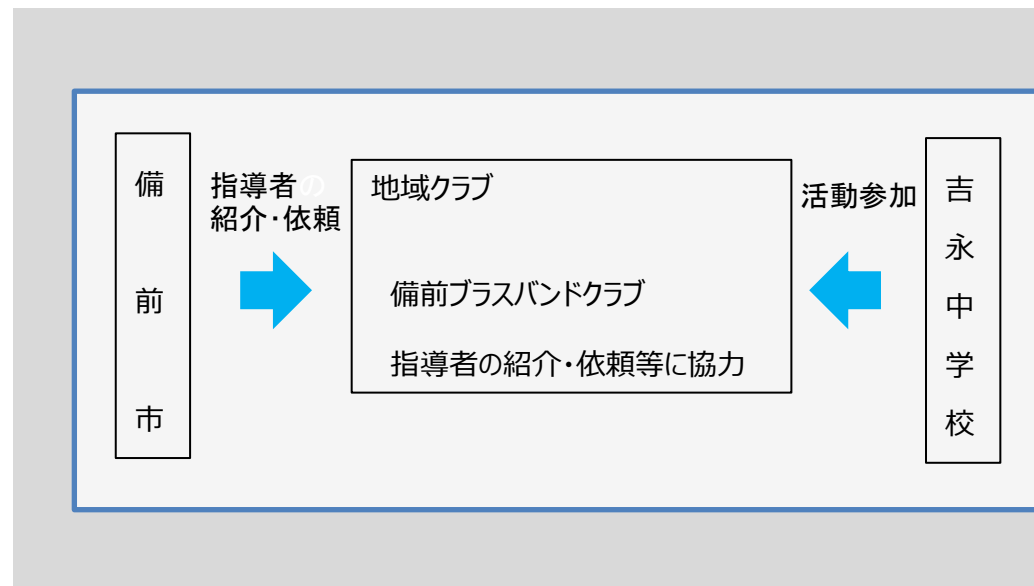 備前市
指導者の
紹介・依頼
地域クラブ
備前ブラスバンドクラブ
指導者の紹介・依頼等に協力
活動参加
吉永中学校